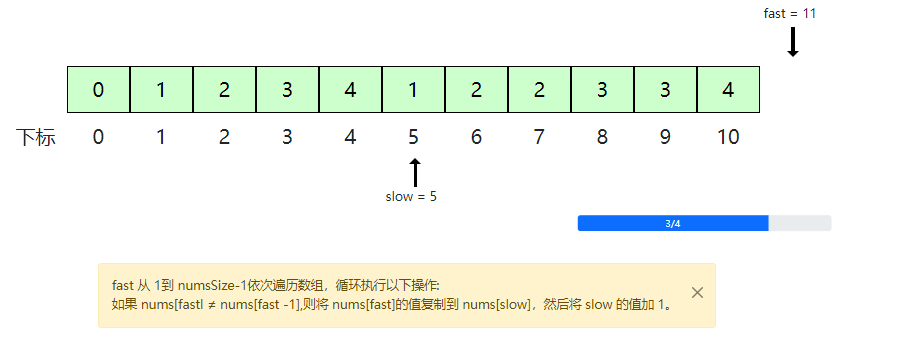 fast = 11
0 1 2 3 4 1 2 2 3 3 4
下标 0 1 2 3 4 5 6 7 8 9 10
slow = 5
3/4
fast 从 1到 numsSize-1依次遍历数组，循环执行以下操作:
如果 nums[fastl ≠ nums[fast -1],则将 nums[fast]的值复制到 nums[slow]，然后将 slow 的值加 1。